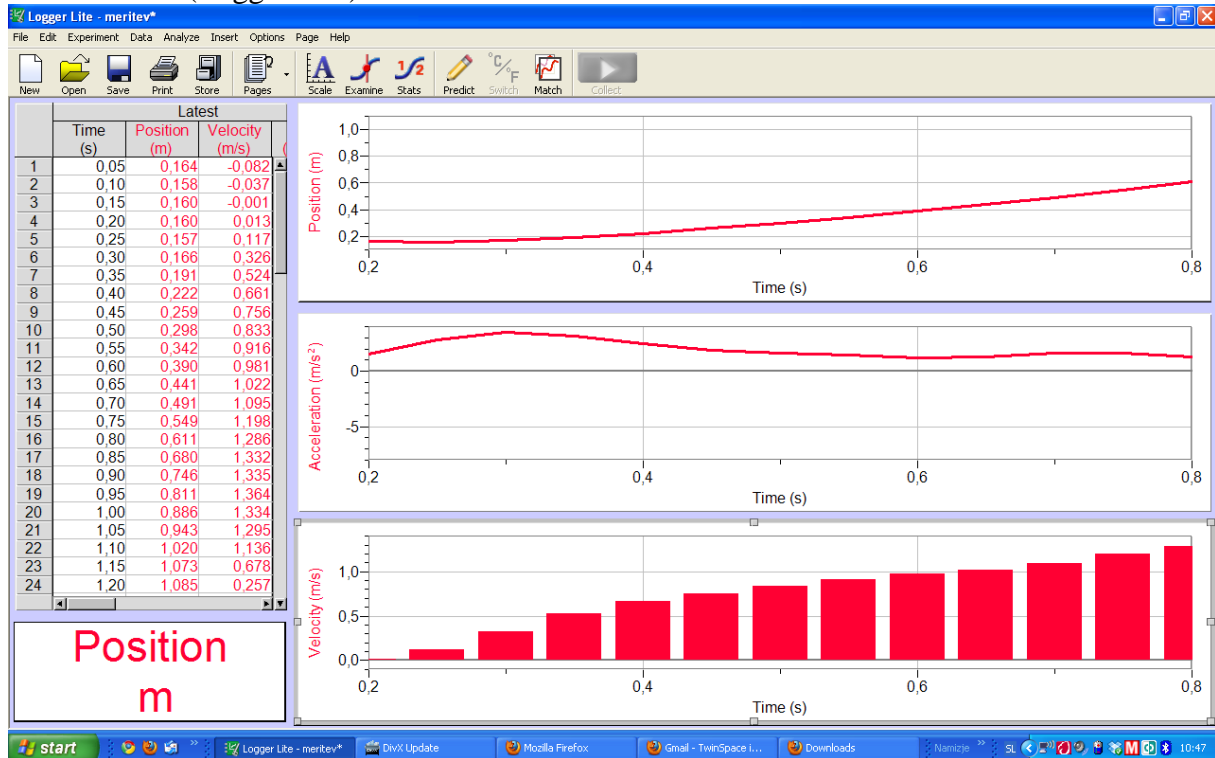 Logger Lite - meritev*
File Edit Experiment Data Analyze Insert Options Page Help
New Open Save Print Store Pages Scale Examine Stats Predict Switch Match Collect
Latest
Time Position Velocity
(s) (m) (m/s) (
1 0,05 0,164 -0,082
2 0,10 0,158 -0,037
3 0,15 0,160 -0,001
4 0,20 0,160 0,013
5 0,25 0,157 0,117
6 0,30 0,166 0,326
7 0,35 0,191 0,524
8 0,40 0,222 0,661
9 0,45 0,259 0,756
10 0,50 0,298 0,833
11 0,55 0,342 0,916
12 0,60 0,390 0,981
13 0,65 0,441 1,022
14 0,70 0,491 1,095
15 0,75 0,549 1,198
16 0,80 0,611 1,286
17 0,85 0,680 1,332
18 0,90 0,746 1,335
19 0,95 0,811 1,364
20 1,00 0,886 1,334
21 1,05 0,943 1,295
22 1,10 1,020 1,136
23 1,15 1,073 0,678
24 1,20 1,085 0,257
Position
m
Position (m)
1,0
0,8
0,6
0,4
0,2
0,2 0,4 0,6 0,8
Time (s)
Acceleration (m/s²)
0
-5
0,2 0,4 0,6 0,8
Time (s)
Velocity (m/s)
1,0
0,5
0,0
0,2 0,4 0,6 0,8
Time (s)
start Logger Lite - meritev* DivX Update Mozilla Firefox Gmail - TwinSpace i... Downloads Namizje SL 10:47